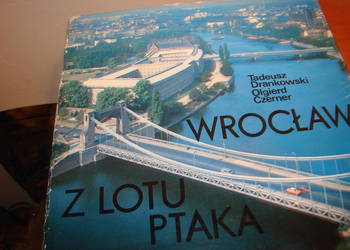 Tadeusz
Drankowski
Olgierd
Czerner
WROCŁAW
Z LOTU
PTAKA